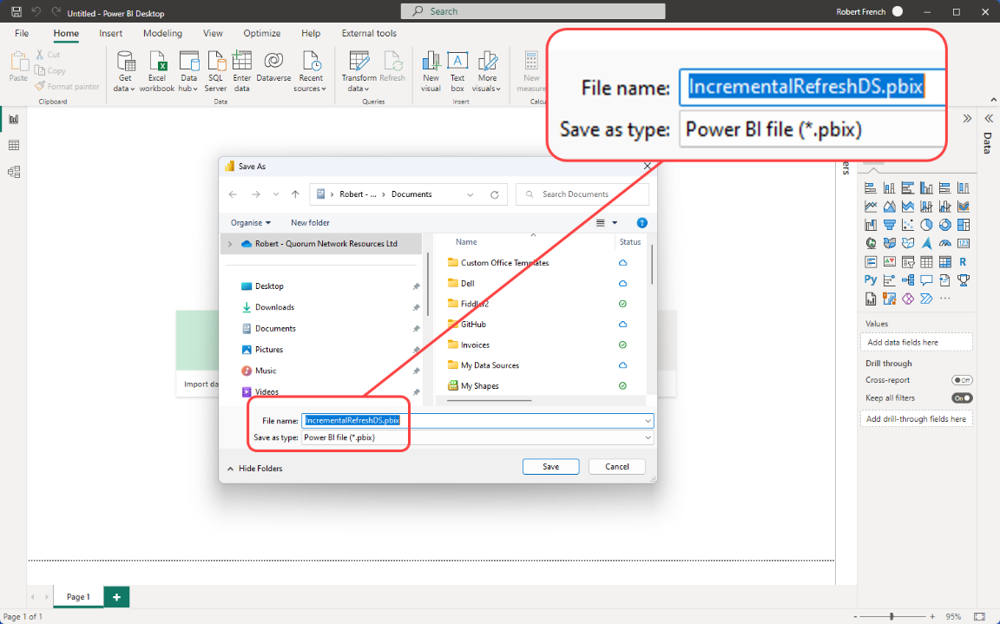 Untitled - Power BI Desktop
Search
Robert French
File
Home
Insert
Modeling
View
Optimize
Help
External tools
Paste
Cut
Copy
Format painter
Clipboard
Get data
Excel workbook
Data hub
SQL Server
Enter data
Dataverse
Recent sources
Data
Transform data
Refresh
Queries
New visual
Text box
More visuals
Insert
New measure
File name: IncrementalRefreshDS.pbix
Save as type: Power BI file (*.pbix)
Data
Save As
Robert - ... > Documents
Search Documents
Organise
New folder
Robert - Quorum Network Resources Ltd
Desktop
Downloads
Documents
Pictures
Music
Videos
Name
Status
Custom Office Templates
Dell
Fiddler2
GitHub
Invoices
My Data Sources
My Shapes
File name: IncrementalRefreshDS.pbix
Save as type: Power BI file (*.pbix)
Hide Folders
Save
Cancel
R
Py
123
Values
Add data fields here
Drill through
Cross-report
Off
Keep all filters
On
Add drill-through fields here
Page 1
Page 1 of 1
95%